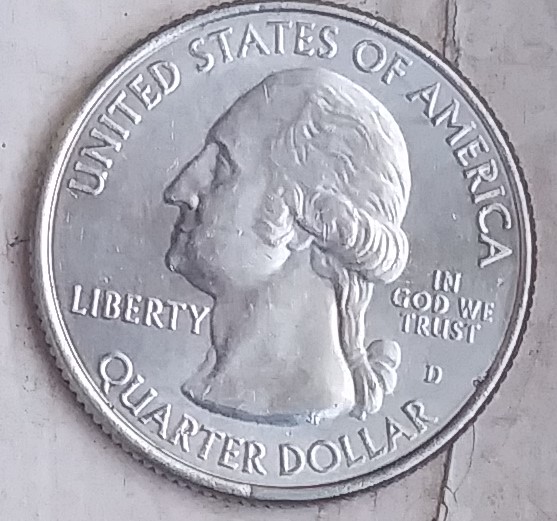 UNITED STATES OF AMERICA
LIBERTY
IN
GOD WE
TRUST
D
QUARTER DOLLAR